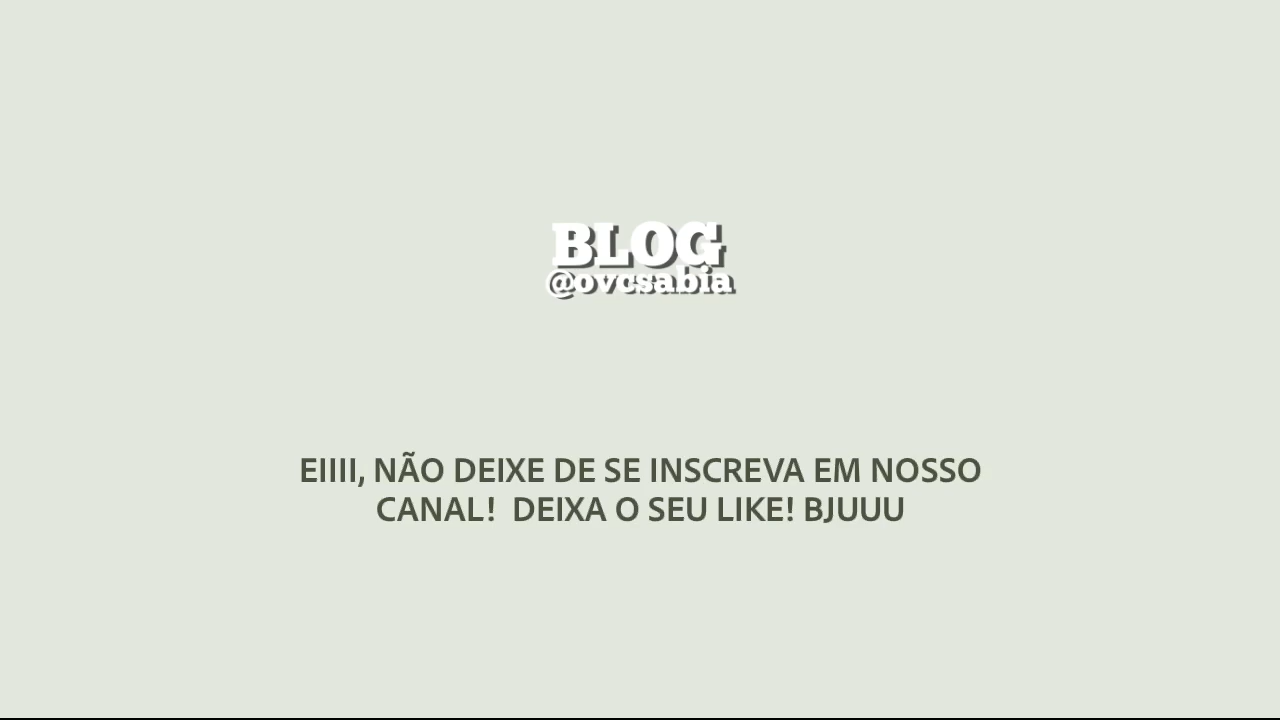 BLOG
@ovcsabia
EIIII, NÃO DEIXE DE SE INSCREVA EM NOSSO
CANAL!  DEIXA O SEU LIKE! BJUUU